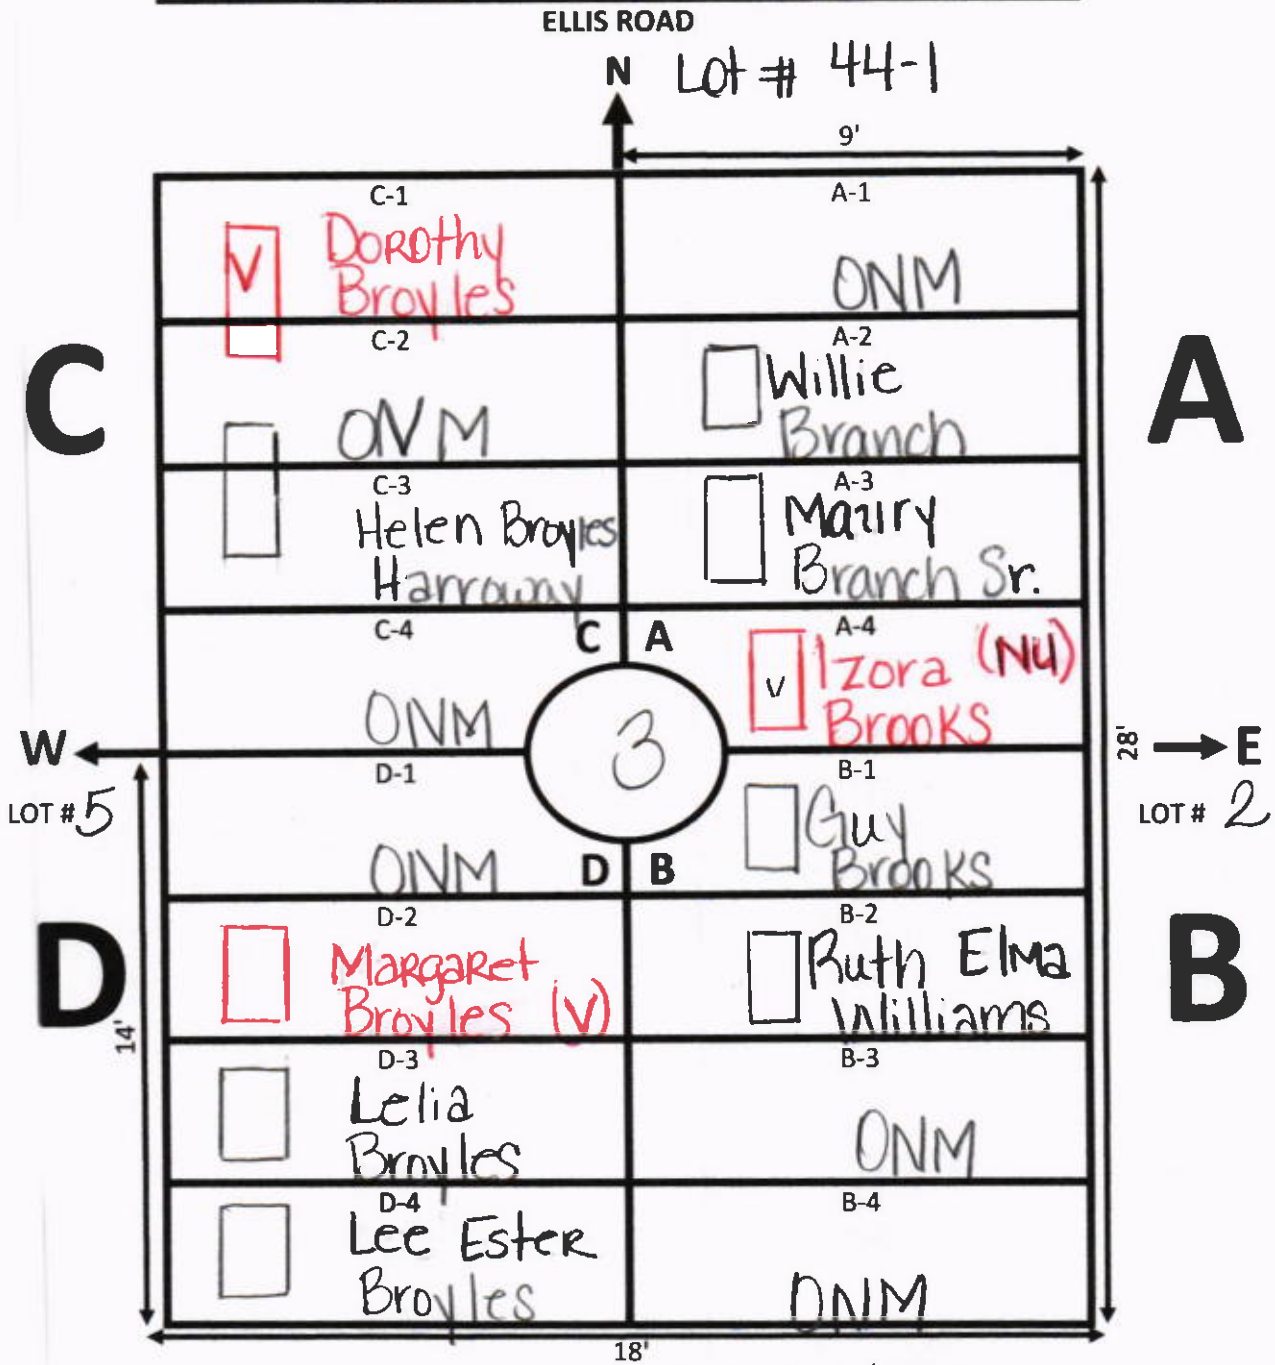 ELLIS ROAD
N Lot # 44-1
9'
C-1
V Dorothy
Broyles
A-1
ONM
C-2
ONM
A-2
Willie
Branch
C-3
Helen Broyles
Harroway
A-3
Branch Sr.
C-4
ONM
C A
A-4
V Izora (NU)
Brooks
3
W
LOT # 5
28'
E
LOT # 2
D-1
ONM
B-1
Guy
Brooks
D B
D-2
Margaret
Broyles (V)
B-2
Ruth Elma
Williams
D-3
Lelia
Broyles
B-3
ONM
D-4
Lee Ester
Broyles
B-4
ONM
C
A
D
B
14'
18'